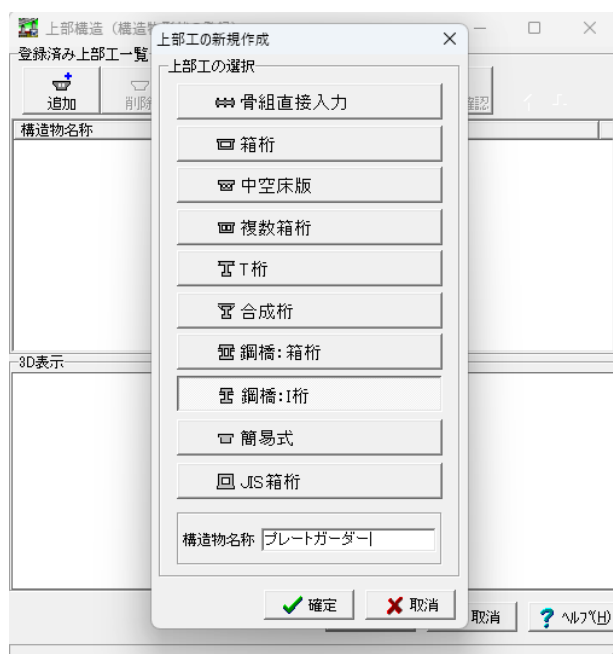 上部構造（構造
上部工の新規作成
登録済み上部工一覧
追加
削除
確認
構造物名称
上部工の選択
骨組直接入力
箱桁
中空床版
複数箱桁
T桁
合成桁
鋼橋:箱桁
鋼橋:I桁
簡易式
JIS箱桁
構造物名称 プレートガーダー
確定
取消
3D表示
取消
ヘルプ(H)